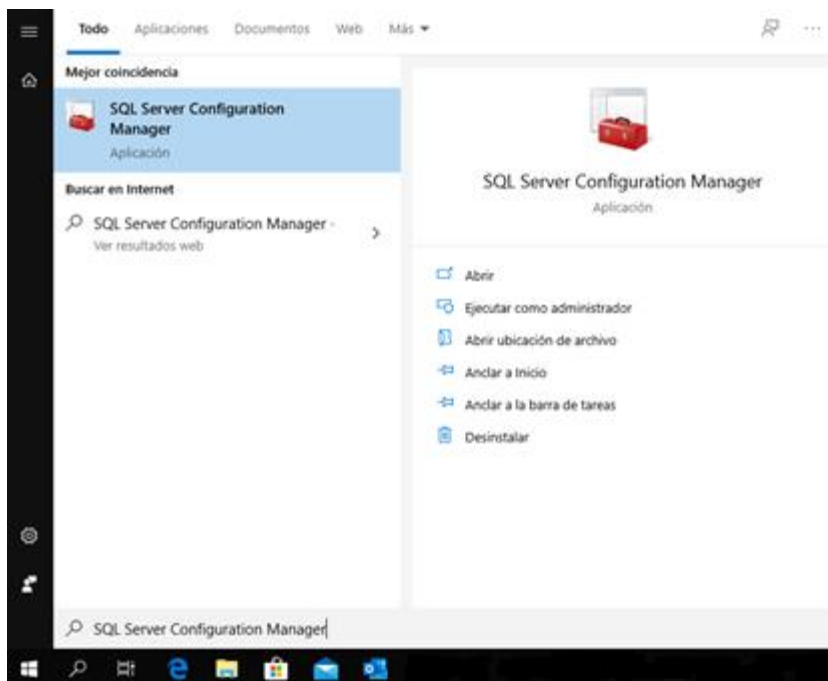 Todo Aplicaciones Documentos Web Más
Mejor coincidencia
SQL Server Configuration
Manager
Aplicación
Buscar en Internet
SQL Server Configuration Manager -
Ver resultados web
SQL Server Configuration Manager
Aplicación
Abrir
Ejecutar como administrador
Abrir ubicación de archivo
Anclar a Inicio
Anclar a la barra de tareas
Desinstalar
SQL Server Configuration Manager